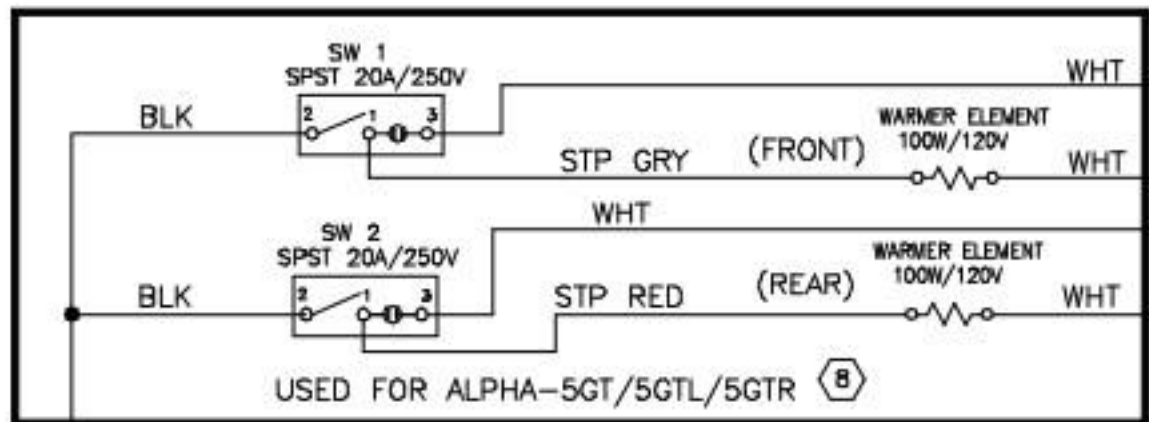 SW 1
SPST 20A/250V
WHT
BLK
2 1 3
WARMER ELEMENT
100W/120V
STP GRY (FRONT)
WHT
WHT
SW 2
SPST 20A/250V
WARMER ELEMENT
100W/120V
BLK
2 1 3
STP RED (REAR)
WHT
USED FOR ALPHA-5GT/5GTL/5GTR 8